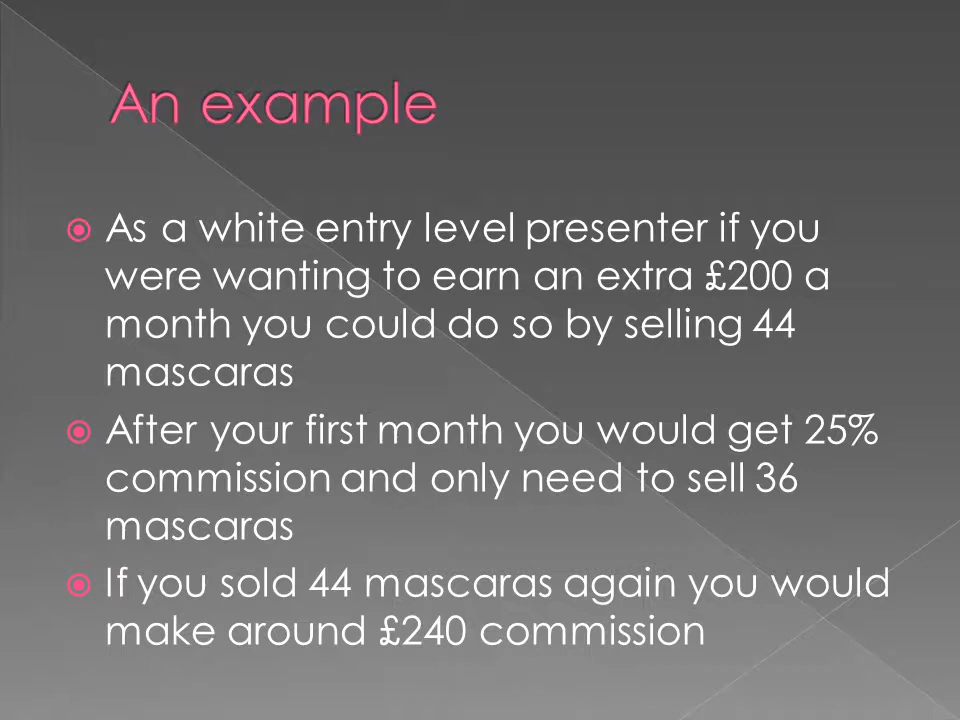 An example
As a white entry level presenter if you
were wanting to earn an extra £200 a
month you could do so by selling 44
mascaras
After your first month you would get 25%
commission and only need to sell 36
mascaras
If you sold 44 mascaras again you would
make around £240 commission